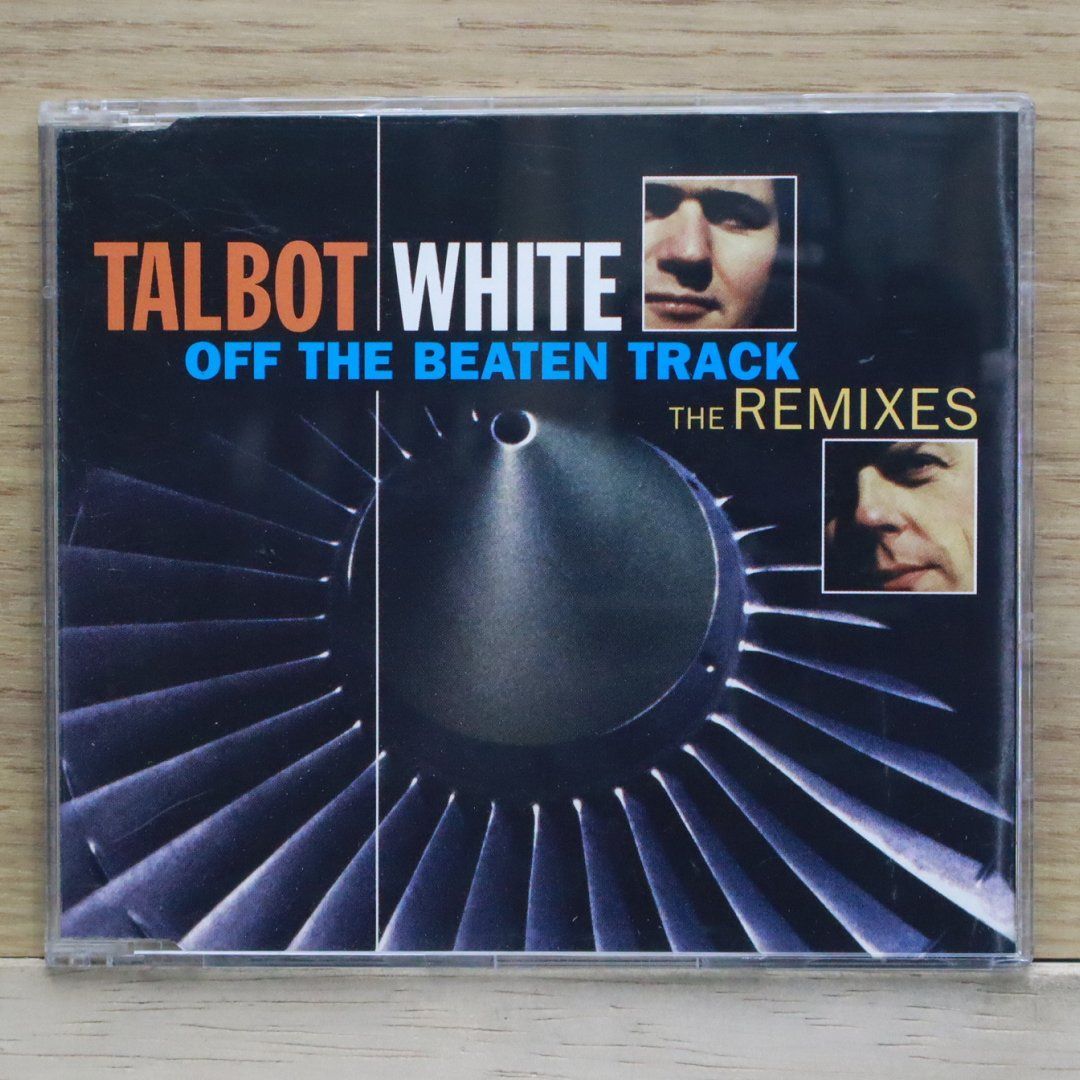 TALBOT WHITE
OFF THE BEATEN TRACK
THE REMIXES